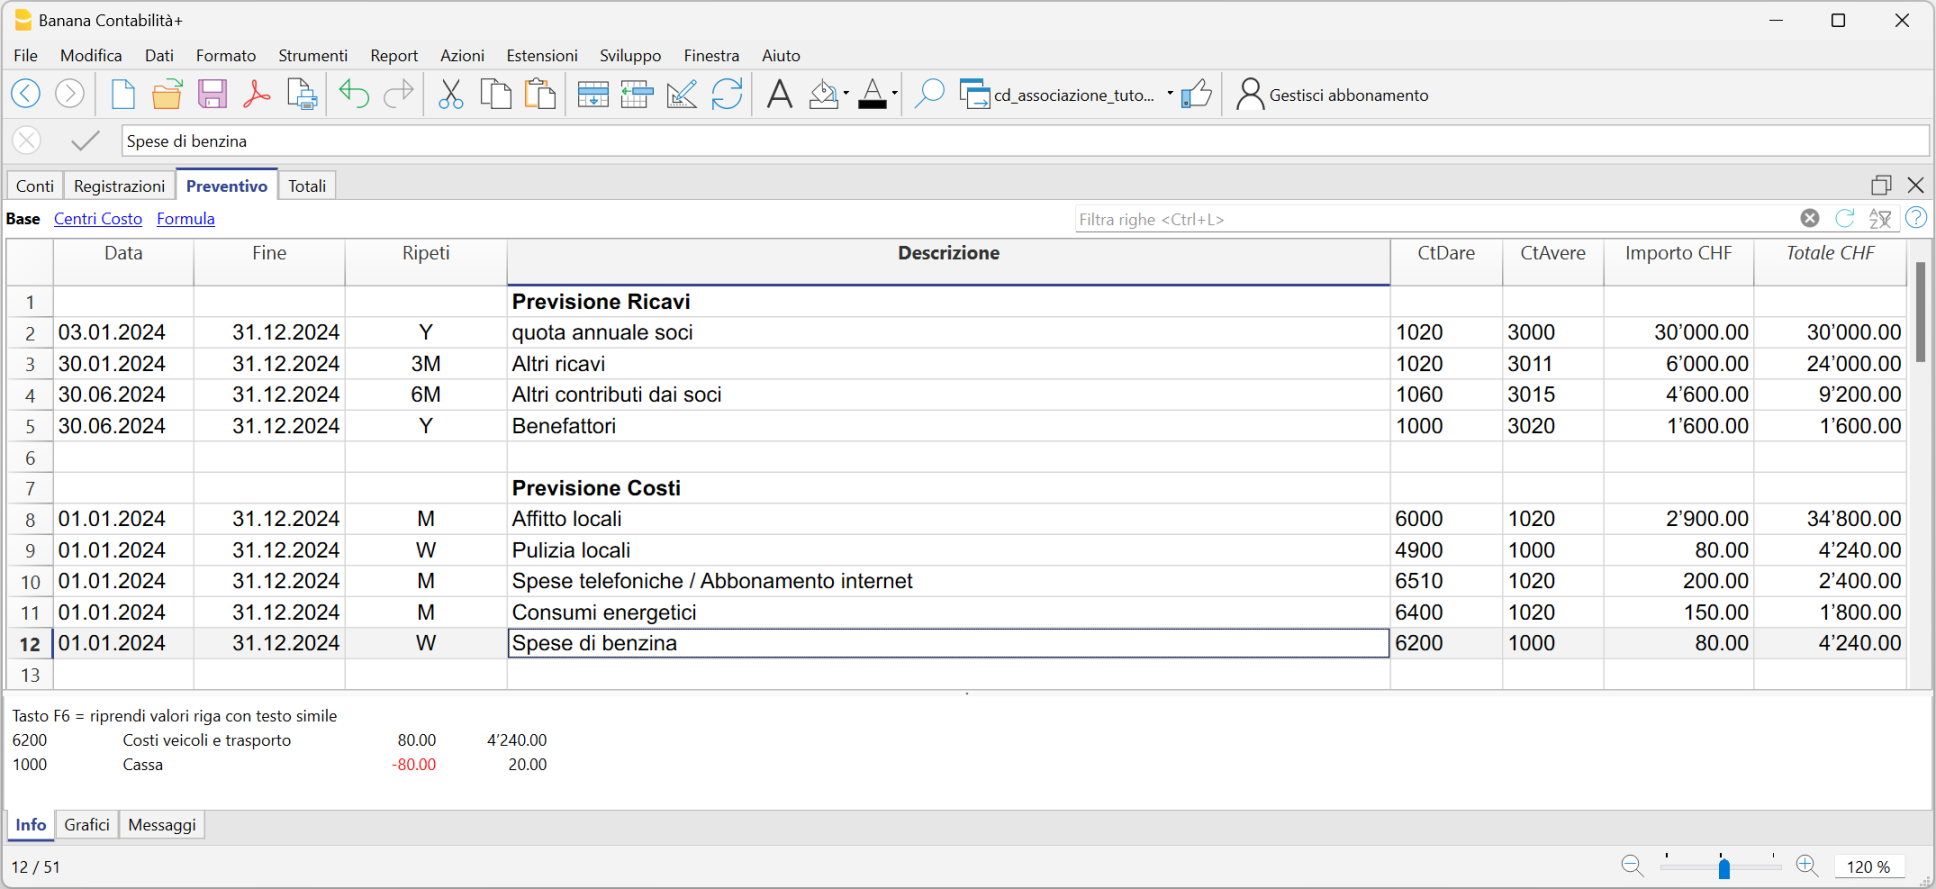 Banana Contabilità+
File Modifica Dati Formato Strumenti Report Azioni Estensioni Sviluppo Finestra Aiuto
cd_associazione_tuto... Gestisci abbonamento
Spese di benzina
Conti Registrazioni Preventivo Totali
Base Centri Costo Formula Filtra righe <Ctrl+L>
Data Fine Ripeti Descrizione CtDare CtAvere Importo CHF Totale CHF
1 Previsione Ricavi
2 03.01.2024 31.12.2024 Y quota annuale soci 1020 3000 30’000.00 30’000.00
3 30.01.2024 31.12.2024 3M Altri ricavi 1020 3011 6’000.00 24’000.00
4 30.06.2024 31.12.2024 6M Altri contributi dai soci 1060 3015 4’600.00 9’200.00
5 30.06.2024 31.12.2024 Y Benefattori 1000 3020 1’600.00 1’600.00
6
7 Previsione Costi
8 01.01.2024 31.12.2024 M Affitto locali 6000 1020 2’900.00 34’800.00
9 01.01.2024 31.12.2024 W Pulizia locali 4900 1000 80.00 4’240.00
10 01.01.2024 31.12.2024 M Spese telefoniche / Abbonamento internet 6510 1020 200.00 2’400.00
11 01.01.2024 31.12.2024 M Consumi energetici 6400 1020 150.00 1’800.00
12 01.01.2024 31.12.2024 W Spese di benzina 6200 1000 80.00 4’240.00
13
Tasto F6 = riprendi valori riga con testo simile
6200 Costi veicoli e trasporto 80.00 4’240.00
1000 Cassa -80.00 20.00
Info Grafici Messaggi
12 / 51 120 %